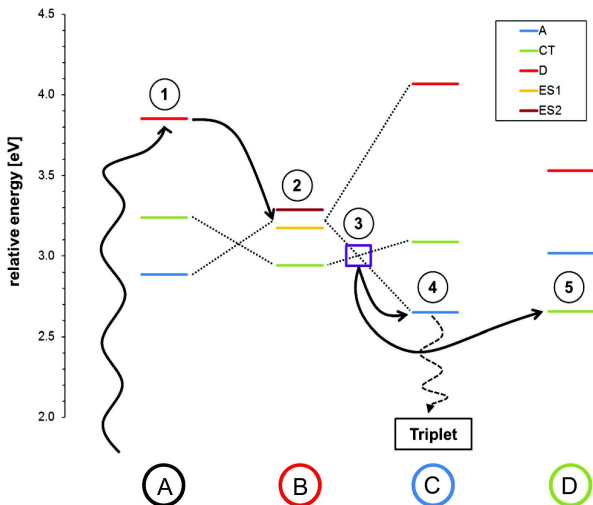 4.5
4.0
3.5
3.0
2.5
2.0
relative energy [eV]
A
CT
D
ES1
ES2
1
2
3
4
5
Triplet
A
B
C
D